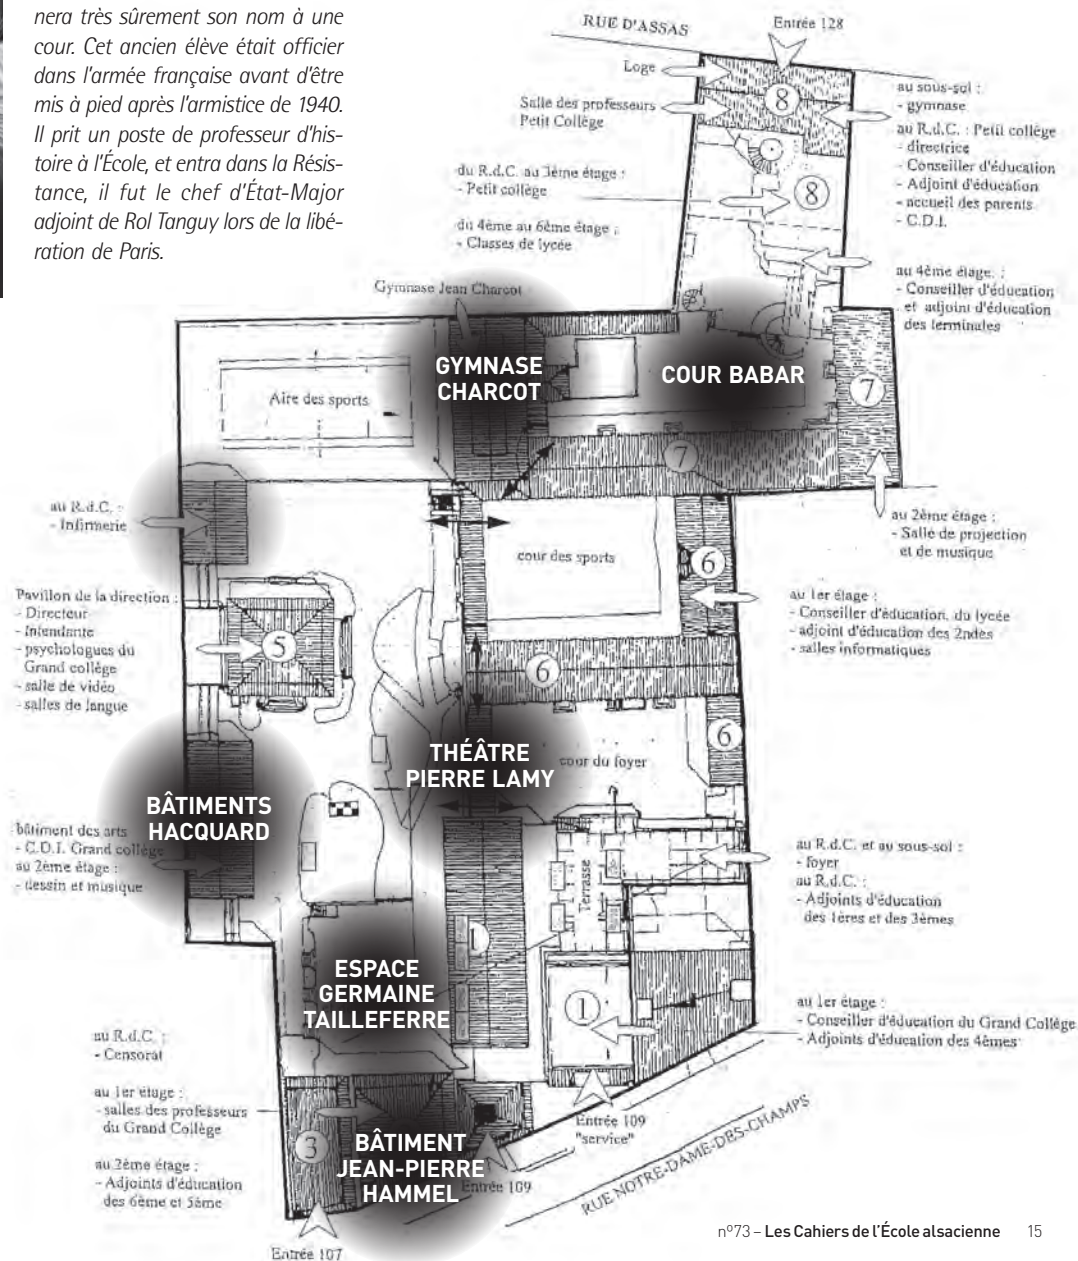 nera très sûrement son nom à une
cour. Cet ancien élève était officier
dans l'armée française avant d'être
mis à pied après l'armistice de 1940.
Il prit un poste de professeur d'his-
toire à l'École, et entra dans la Résis-
tance, il fut le chef d'État-Major
adjoint de Rol Tanguy lors de la libé-
ration de Paris.
RUE D'ASSAS
Entrée 128
Loge
Salle des professeurs
Petit Collège
8
au sous-sol :
- gymnase
au R.d.C. : Petit collège
- directrice
- Conseiller d'éducation
- Adjoint d'éducation
- accueil des parents
- C.D.I.
du R.d.C. au 3ème étage :
- Petit collège
du 4ème au 6ème étage :
- Classes de lycée
8
au 4ème étage :
- Conseiller d'éducation
et adjoint d'éducation
des terminales
Gymnase Jean Charcot
GYMNASE
CHARCOT
COUR BABAR
Aire des sports
7
7
au R.d.C. :
- Infirmerie
cour des sports
au 2ème étage :
- Salle de projection
et de musique
6
Pavillon de la direction :
- Directeur
- Intendante
- psychologues du
Grand collège
- salle de vidéo
- salles de langue
5
au 1er étage :
- Conseiller d'éducation, du lycée
- adjoint d'éducation des 2ndes
- salles informatiques
6
6
THÉÂTRE
PIERRE LAMY
cour du foyer
BÂTIMENTS
HACQUARD
bâtiment des arts
- C.D.I. Grand collège
au 2ème étage :
- dessin et musique
au R.d.C. et au sous-sol :
- foyer
au R.d.C. :
- Adjoints d'éducation
des 1ères et des 3èmes
Terrasse
1
ESPACE
GERMAINE
TAILLEFERRE
1
au 1er étage :
- Conseiller d'éducation du Grand Collège
- Adjoints d'éducation des 4èmes
au R.d.C. :
- Censorat
au 1er étage :
- salles des professeurs
du Grand Collège
au 2ème étage :
- Adjoints d'éducation
des 6ème et 5ème
3
BÂTIMENT
JEAN-PIERRE
HAMMEL
Entrée 109
"service"
Entrée 109
RUE NOTRE-DAME-DES-CHAMPS
Entrée 107
n°73 – Les Cahiers de l'École alsacienne 15